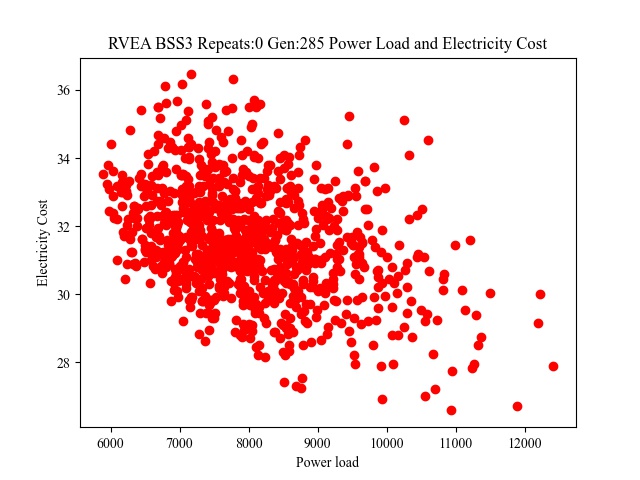 RVEA BSS3 Repeats:0 Gen:285 Power Load and Electricity Cost
Electricity Cost
36
34
32
30
28
6000 7000 8000 9000 10000 11000 12000
Power load